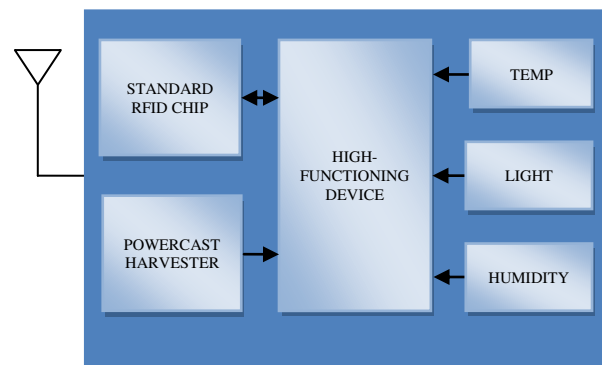 STANDARD
RFID CHIP
POWERCAST
HARVESTER
HIGH-
FUNCTIONING
DEVICE
TEMP
LIGHT
HUMIDITY